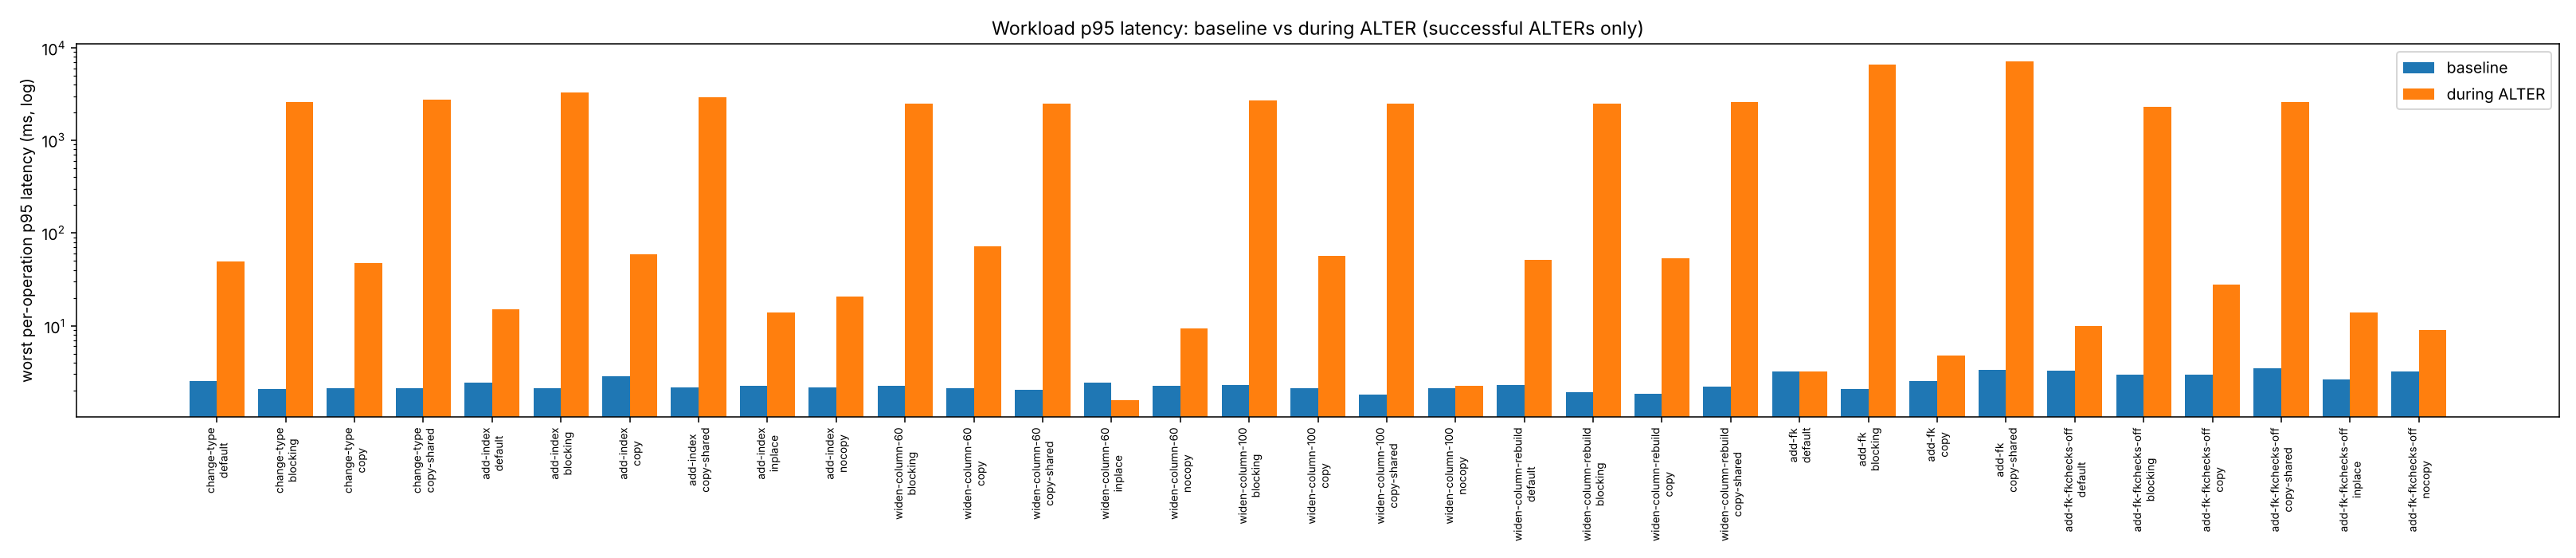 Workload p95 latency: baseline vs during ALTER (successful ALTERs only)
worst per-operation p95 latency (ms, log)
10^4
10^3
10^2
10^1
baseline
during ALTER
change-type
default
change-type
blocking
change-type
copy
change-type
copy-shared
add-index
default
add-index
blocking
add-index
copy
add-index
copy-shared
add-index
inplace
add-index
nocopy
widen-column-60
blocking
widen-column-60
copy
widen-column-60
copy-shared
widen-column-60
inplace
widen-column-60
nocopy
widen-column-100
blocking
widen-column-100
copy
widen-column-100
copy-shared
widen-column-100
nocopy
widen-column-rebuild
default
widen-column-rebuild
blocking
widen-column-rebuild
copy
widen-column-rebuild
copy-shared
add-fk
default
add-fk
blocking
add-fk
copy
add-fk
copy-shared
add-fk-fkchecks-off
default
add-fk-fkchecks-off
blocking
add-fk-fkchecks-off
copy
add-fk-fkchecks-off
copy-shared
add-fk-fkchecks-off
inplace
add-fk-fkchecks-off
nocopy